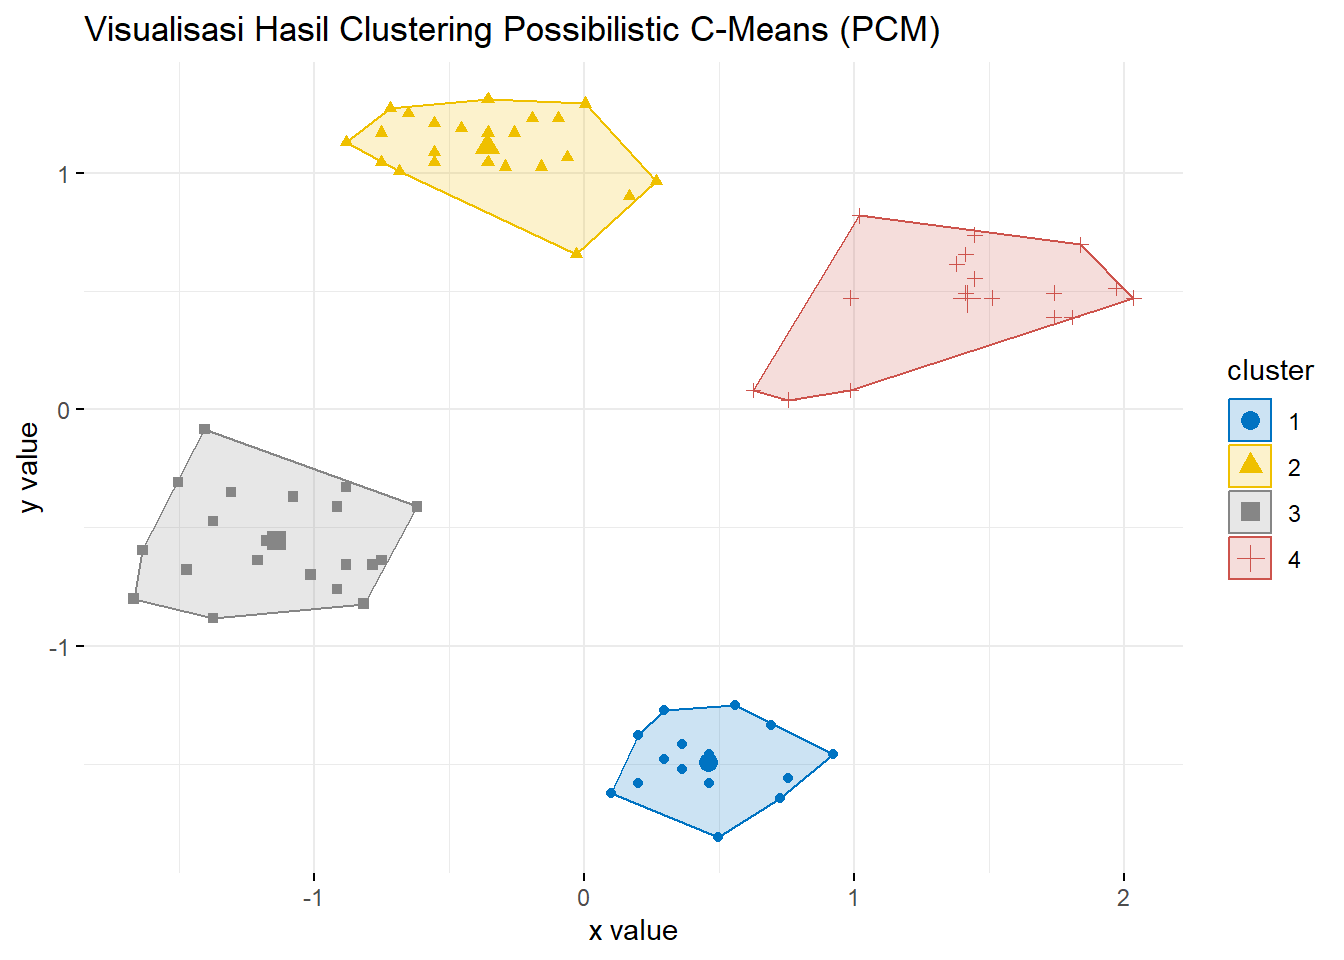 Visualisasi Hasil Clustering Possibilistic C-Means (PCM)
1
0
-1
y value
-1
0
1
2
x value
cluster
1
2
3
4